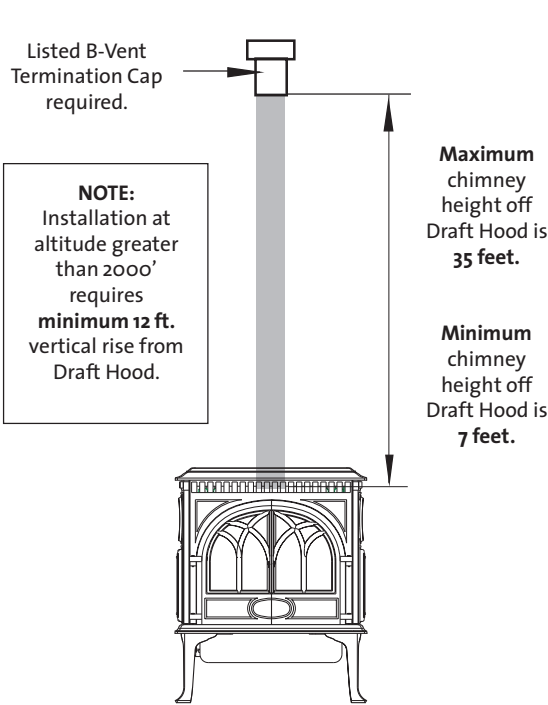 Listed B-Vent
Termination Cap
required.
NOTE:
Installation at
altitude greater
than 2000’
requires
minimum 12 ft.
vertical rise from
Draft Hood.
Maximum
chimney
height off
Draft Hood is
35 feet.
Minimum
chimney
height off
Draft Hood is
7 feet.